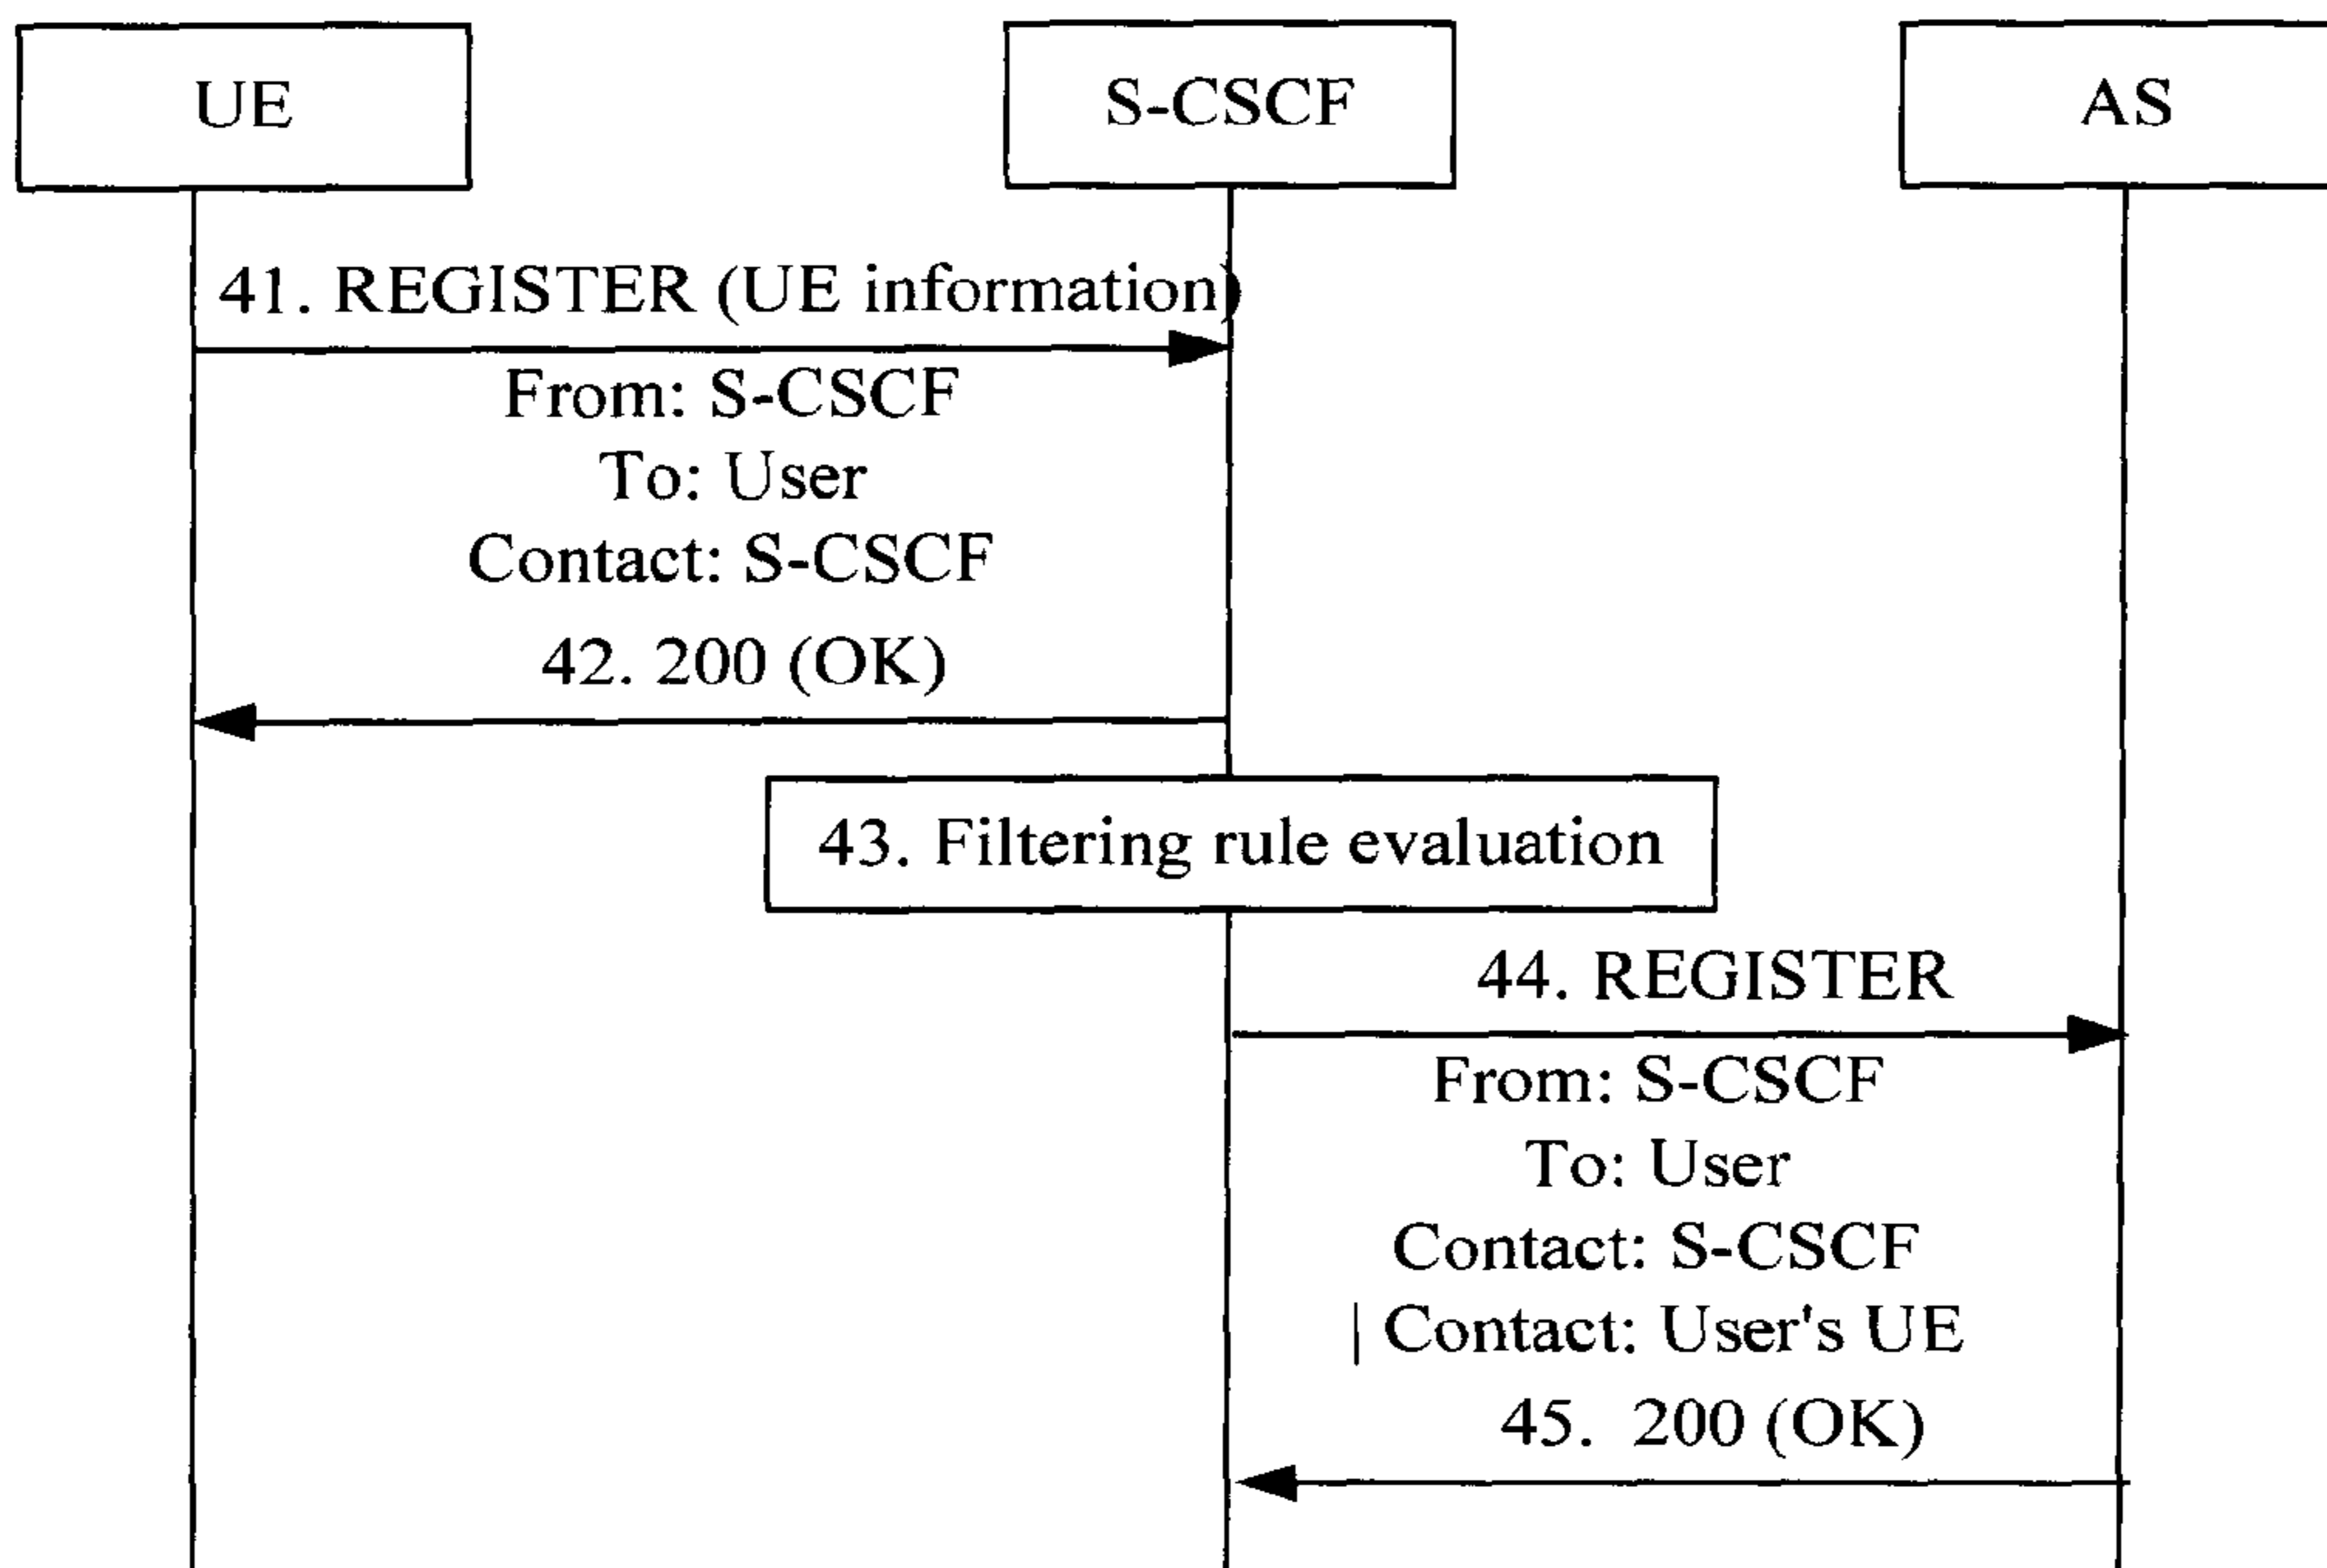 UE
S-CSCF
AS
41. REGISTER (UE information)
From: S-CSCF
To: User
Contact: S-CSCF
42. 200 (OK)
43. Filtering rule evaluation
44. REGISTER
From: S-CSCF
To: User
Contact: S-CSCF
| Contact: User's UE
45. 200 (OK)